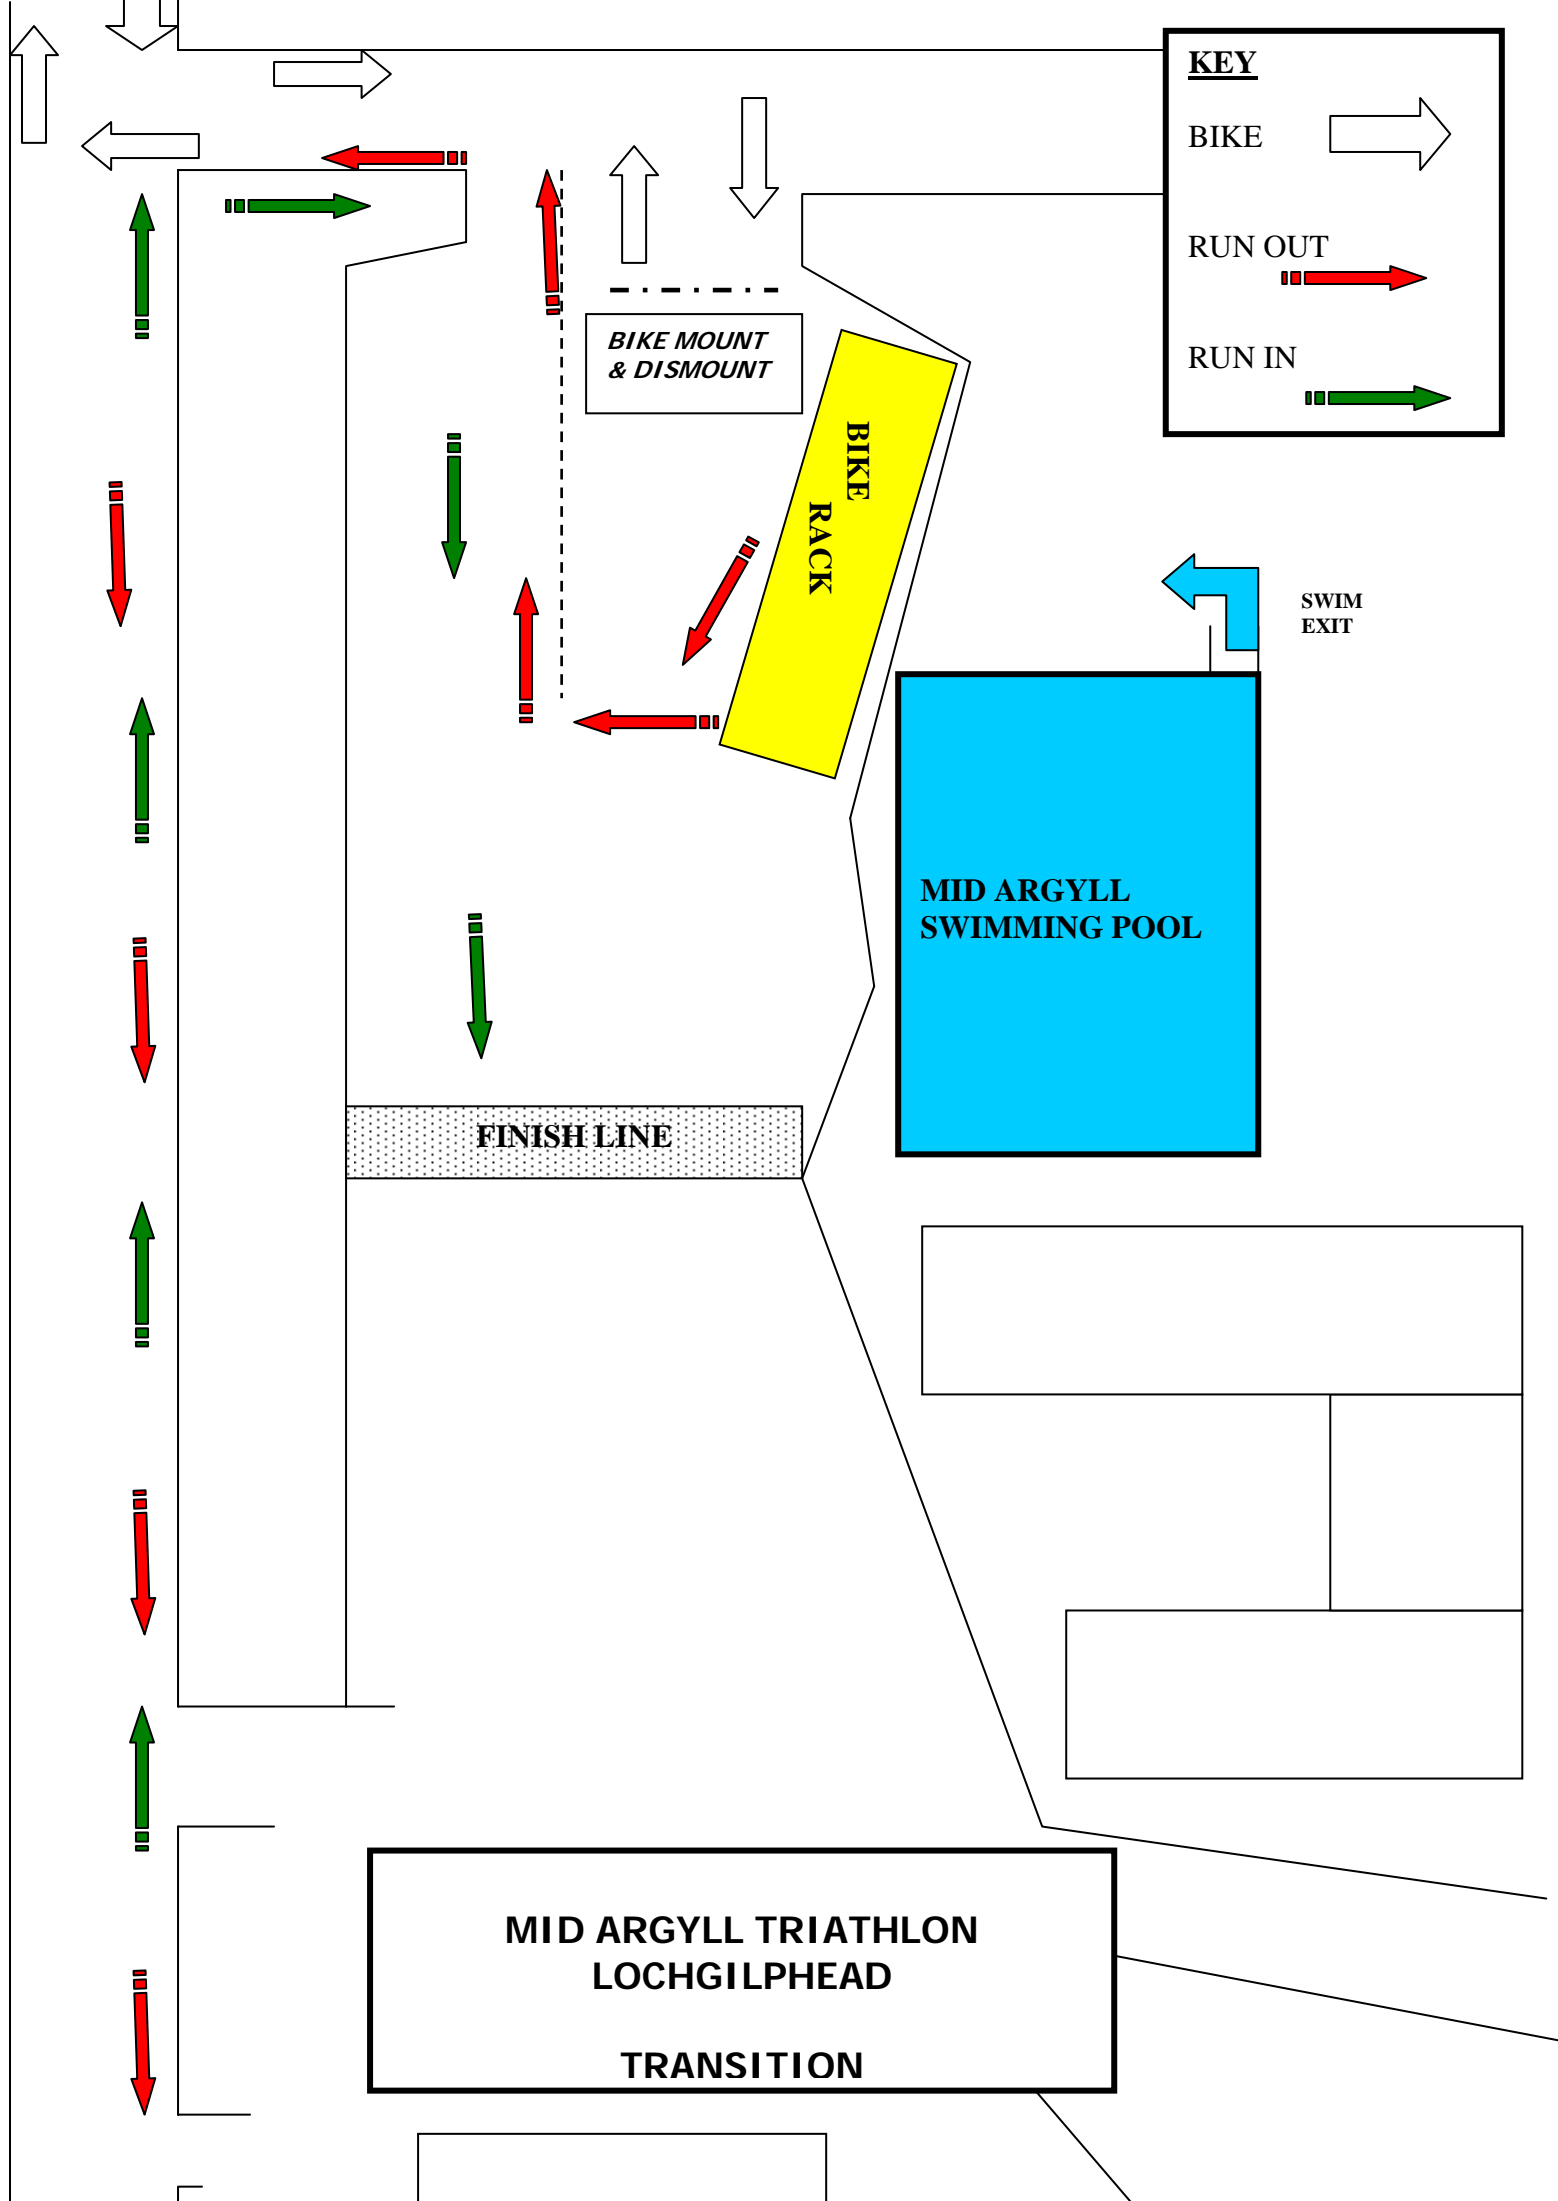 KEY
BIKE
RUN OUT
RUN IN
BIKE MOUNT
& DISMOUNT
BIKE
RACK
SWIM
EXIT
MID ARGYLL
SWIMMING POOL
FINISH LINE
MID ARGYLL TRIATHLON
LOCHGILPHEAD
TRANSITION